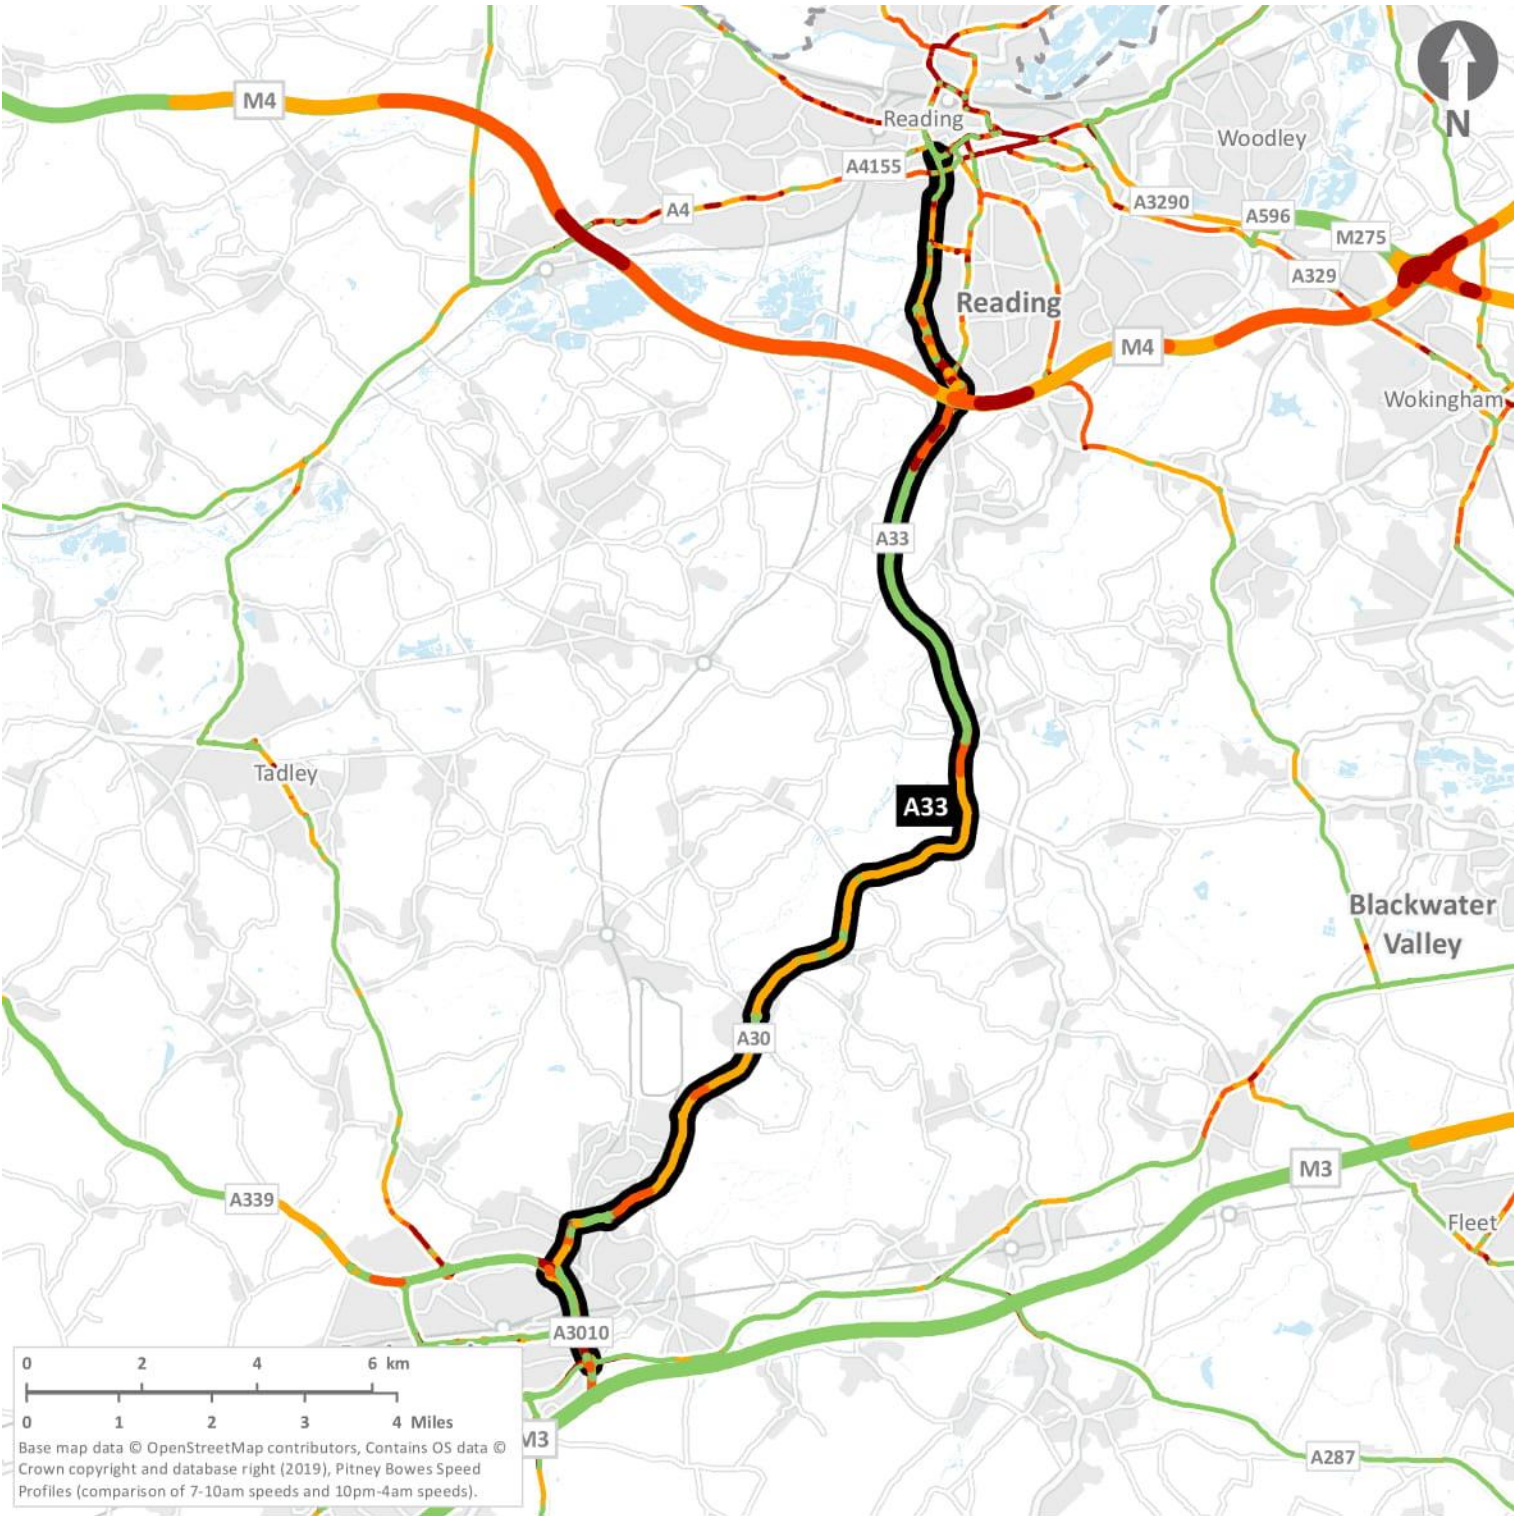 M4
N
Reading
Woodley
A4155
A3290
A4
A596
M275
A329
Reading
M4
Wokingham
A33
Tadley
A33
Blackwater
Valley
A30
M3
A339
Fleet
A3010
0 2 4 6 km
0 1 2 3 4 Miles
M3
Base map data © OpenStreetMap contributors, Contains OS data ©
Crown copyright and database right (2019), Pitney Bowes Speed
Profiles (comparison of 7-10am speeds and 10pm-4am speeds).
A287